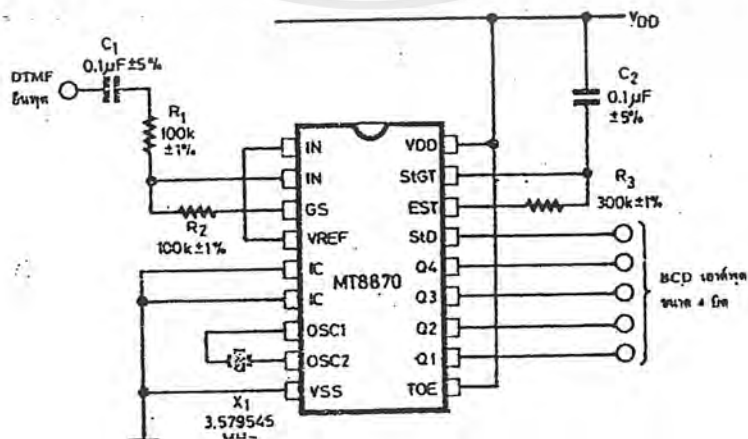 VDD
C1
0.1µF±5%
DTMF
อินพุต
R1
100k
±1%
R2
100k±1%
C2
0.1µF
±5%
R3
300k±1%
IN
IN
GS
VREF
IC
IC
OSC1
OSC2
VSS
MT8870
VDD
StGT
EST
StD
Q4
Q3
Q2
Q1
TOE
BCD เอาท์พุต
ขนาด 4 บิต
X1
3.579545
MHz